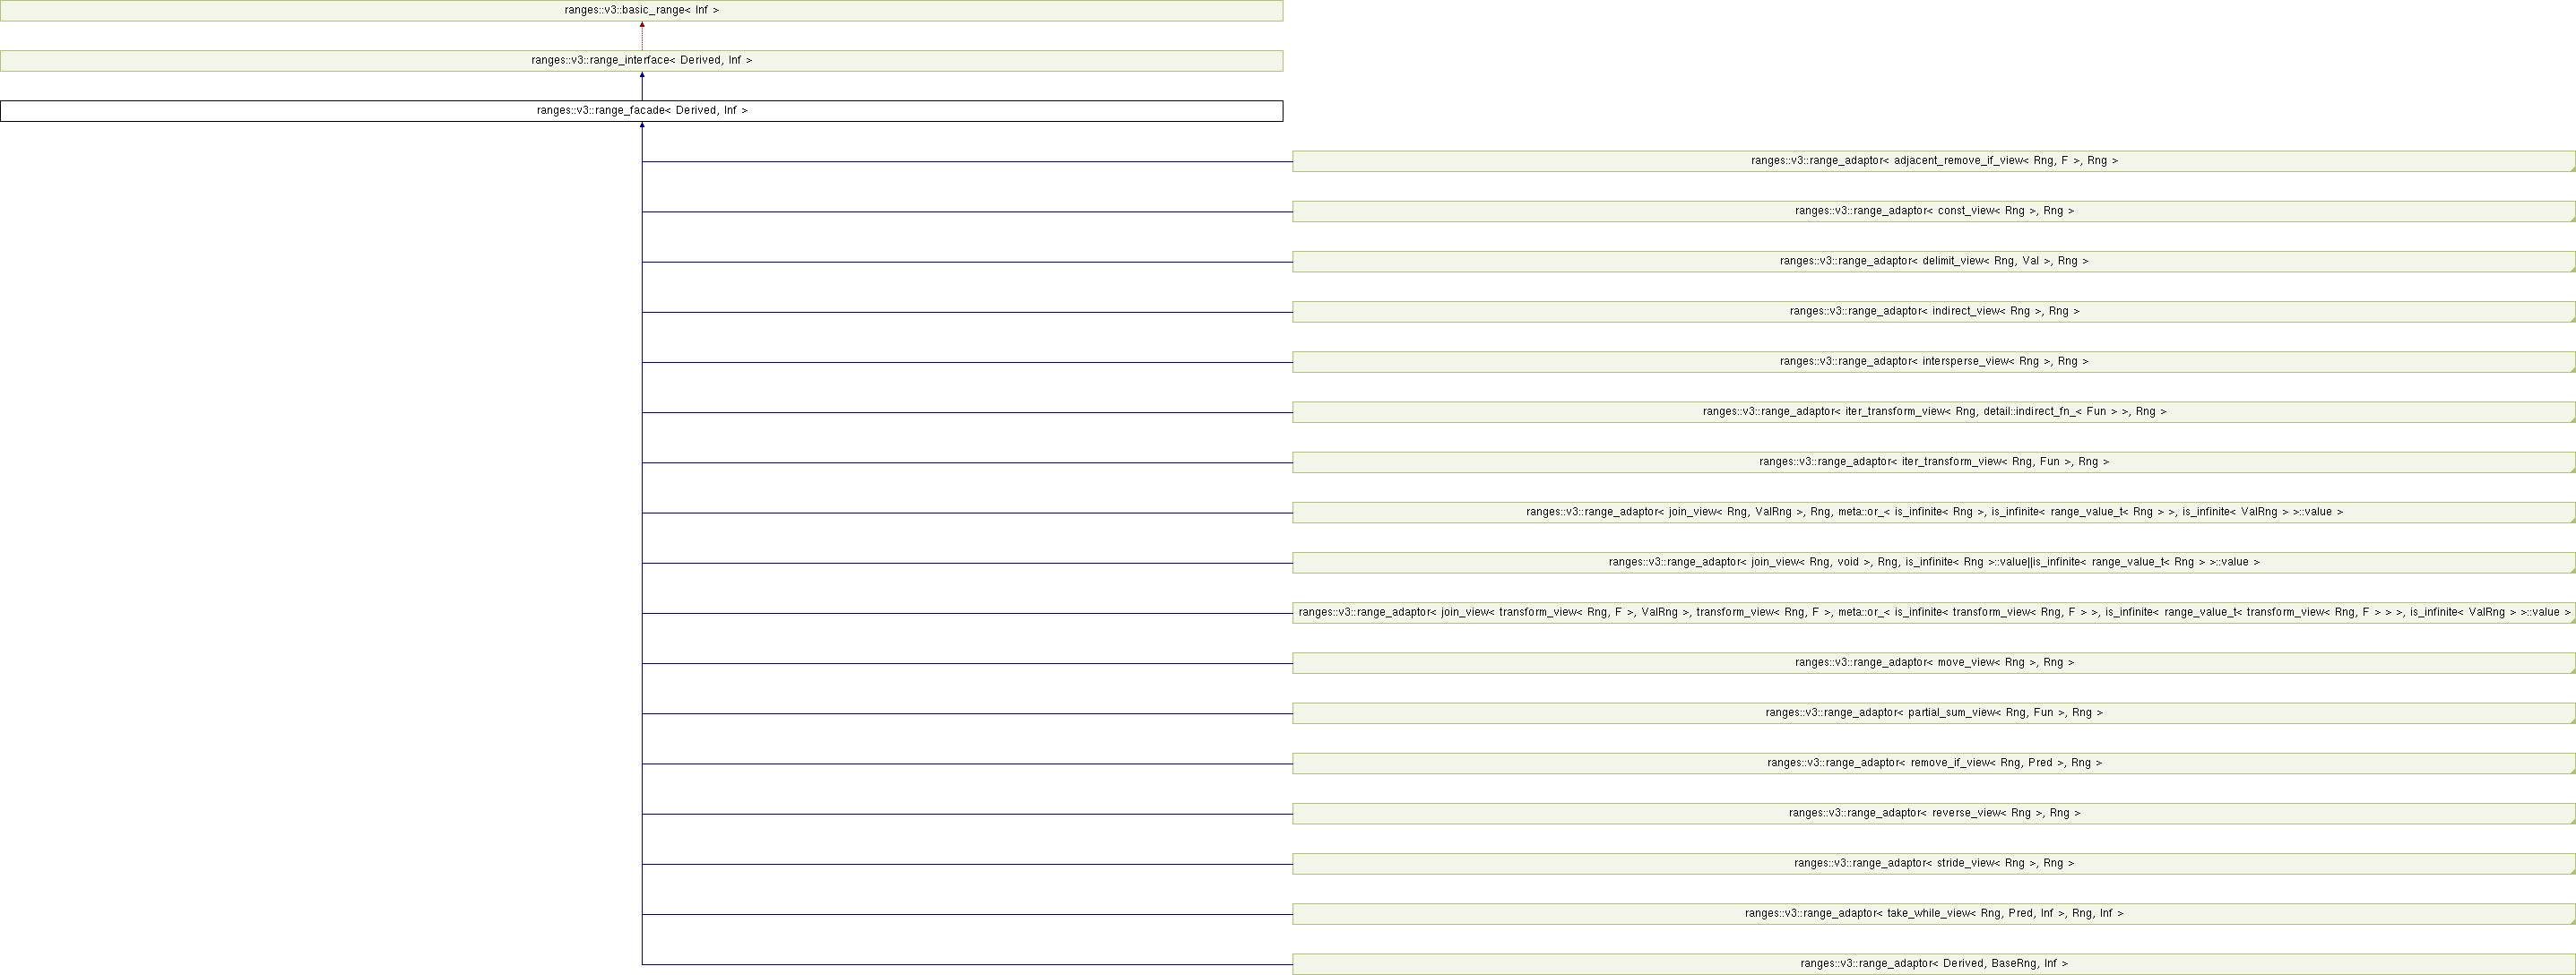 ranges::v3::basic_range< Inf >
ranges::v3::range_interface< Derived, Inf >
ranges::v3::range_facade< Derived, Inf >
ranges::v3::range_adaptor< adjacent_remove_if_view< Rng, F >, Rng >
ranges::v3::range_adaptor< const_view< Rng >, Rng >
ranges::v3::range_adaptor< delimit_view< Rng, Val >, Rng >
ranges::v3::range_adaptor< indirect_view< Rng >, Rng >
ranges::v3::range_adaptor< intersperse_view< Rng >, Rng >
ranges::v3::range_adaptor< iter_transform_view< Rng, detail::indirect_fn_< Fun > >, Rng >
ranges::v3::range_adaptor< iter_transform_view< Rng, Fun >, Rng >
ranges::v3::range_adaptor< join_view< Rng, ValRng >, Rng, meta::or_< is_infinite< Rng >, is_infinite< range_value_t< Rng > >, is_infinite< ValRng > >::value >
ranges::v3::range_adaptor< join_view< Rng, void >, Rng, is_infinite< Rng >::value||is_infinite< range_value_t< Rng > >::value >
ranges::v3::range_adaptor< join_view< transform_view< Rng, F >, ValRng >, transform_view< Rng, F >, meta::or_< is_infinite< transform_view< Rng, F > >, is_infinite< range_value_t< transform_view< Rng, F > > >, is_infinite< ValRng > >::value >
ranges::v3::range_adaptor< move_view< Rng >, Rng >
ranges::v3::range_adaptor< partial_sum_view< Rng, Fun >, Rng >
ranges::v3::range_adaptor< remove_if_view< Rng, Pred >, Rng >
ranges::v3::range_adaptor< reverse_view< Rng >, Rng >
ranges::v3::range_adaptor< stride_view< Rng >, Rng >
ranges::v3::range_adaptor< take_while_view< Rng, Pred, Inf >, Rng, Inf >
ranges::v3::range_adaptor< Derived, BaseRng, Inf >